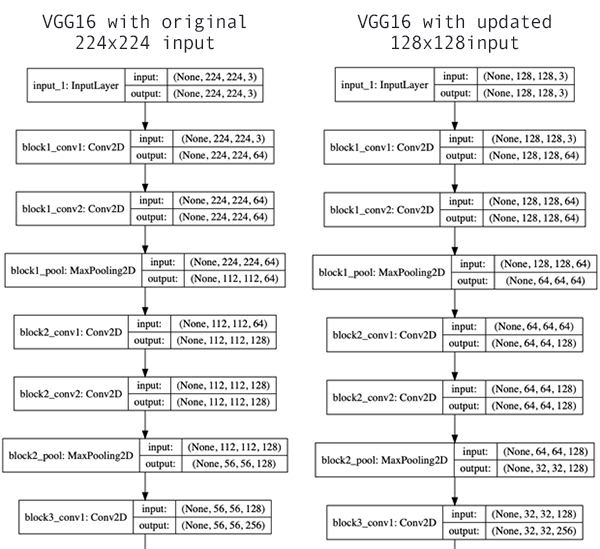 VGG16 with original
224x224 input
input_1: InputLayer
input: (None, 224, 224, 3)
output: (None, 224, 224, 3)
block1_conv1: Conv2D
input: (None, 224, 224, 3)
output: (None, 224, 224, 64)
block1_conv2: Conv2D
input: (None, 224, 224, 64)
output: (None, 224, 224, 64)
block1_pool: MaxPooling2D
input: (None, 224, 224, 64)
output: (None, 112, 112, 64)
block2_conv1: Conv2D
input: (None, 112, 112, 64)
output: (None, 112, 112, 128)
block2_conv2: Conv2D
input: (None, 112, 112, 128)
output: (None, 112, 112, 128)
block2_pool: MaxPooling2D
input: (None, 112, 112, 128)
output: (None, 56, 56, 128)
block3_conv1: Conv2D
input: (None, 56, 56, 128)
output: (None, 56, 56, 256)
VGG16 with updated
128x128input
input_1: InputLayer
input: (None, 128, 128, 3)
output: (None, 128, 128, 3)
block1_conv1: Conv2D
input: (None, 128, 128, 3)
output: (None, 128, 128, 64)
block1_conv2: Conv2D
input: (None, 128, 128, 64)
output: (None, 128, 128, 64)
block1_pool: MaxPooling2D
input: (None, 128, 128, 64)
output: (None, 64, 64, 64)
block2_conv1: Conv2D
input: (None, 64, 64, 64)
output: (None, 64, 64, 128)
block2_conv2: Conv2D
input: (None, 64, 64, 128)
output: (None, 64, 64, 128)
block2_pool: MaxPooling2D
input: (None, 64, 64, 128)
output: (None, 32, 32, 128)
block3_conv1: Conv2D
input: (None, 32, 32, 128)
output: (None, 32, 32, 256)